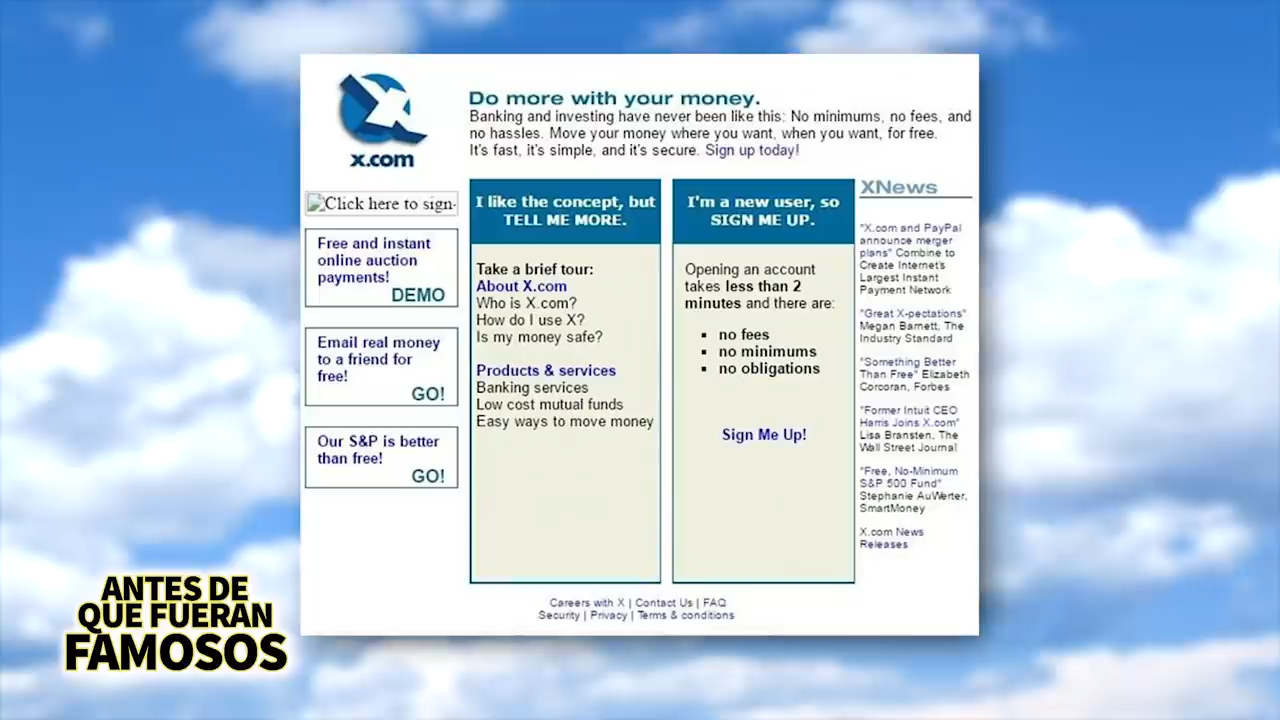 x.com
Do more with your money.
Banking and investing have never been like this: No minimums, no fees, and
no hassles. Move your money where you want, when you want, for free.
It's fast, it's simple, and it's secure. Sign up today!
Click here to sign-
Free and instant
online auction
payments!
DEMO
Email real money
to a friend for
free!
GO!
Our S&P is better
than free!
GO!
I like the concept, but
TELL ME MORE.
Take a brief tour:
About X.com
Who is X.com?
How do I use X?
Is my money safe?
Products & services
Banking services
Low cost mutual funds
Easy ways to move money
I'm a new user, so
SIGN ME UP.
Opening an account
takes less than 2
minutes and there are:
no fees
no minimums
no obligations
Sign Me Up!
XNews
"X.com and PayPal
announce merger
plans" Combine to
Create Internet's
Largest Instant
Payment Network
"Great X-pectations"
Megan Barnett, The
Industry Standard
"Something Better
Than Free" Elizabeth
Corcoran, Forbes
"Former Intuit CEO
Harris Joins X.com"
Lisa Bransten, The
Wall Street Journal
"Free, No-Minimum
S&P 500 Fund"
Stephanie AuWerter,
SmartMoney
X.com News
Releases
Careers with X | Contact Us | FAQ
Security | Privacy | Terms & conditions
ANTES DE
QUE FUERAN
FAMOSOS